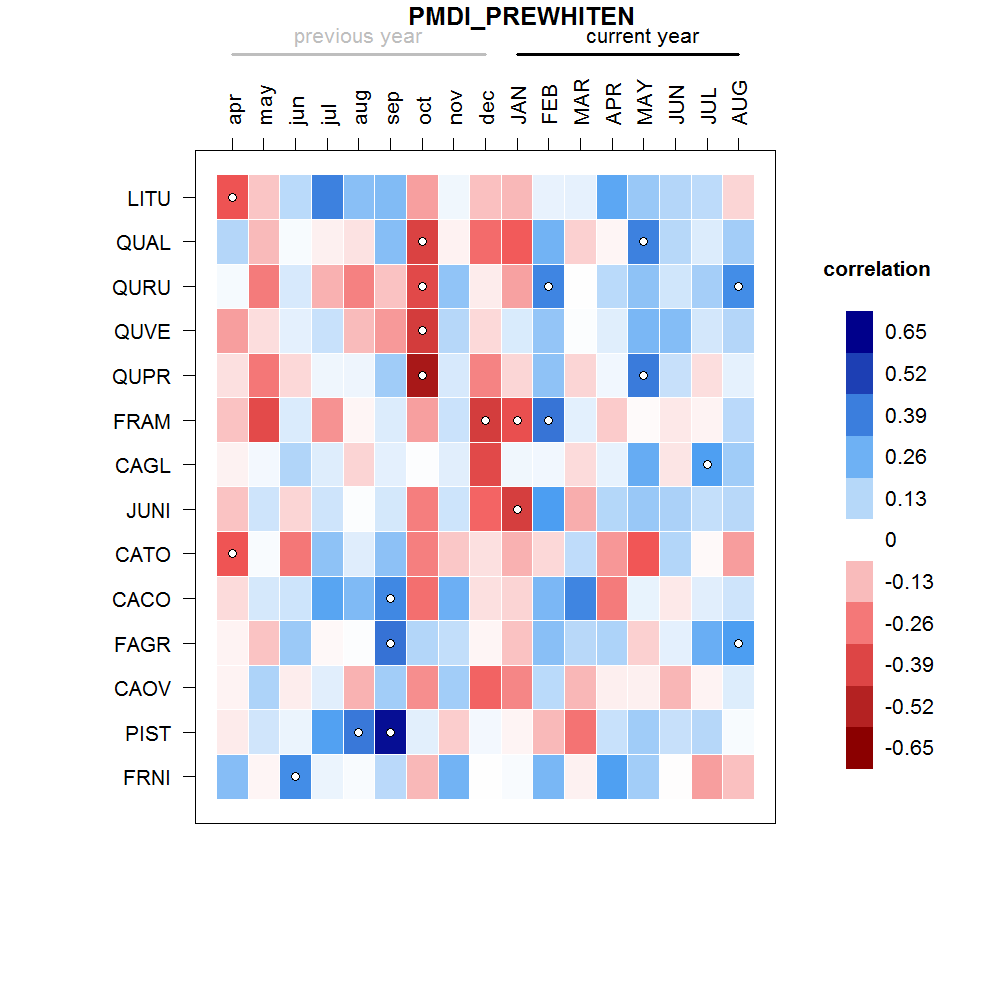 PMDI_PREWHITEN
previous year current year
apr may jun jul aug sep oct nov dec JAN FEB MAR APR MAY JUN JUL AUG
LITU
QUAL
QURU
QUVE
QUPR
FRAM
CAGL
JUNI
CATO
CACO
FAGR
CAOV
PIST
FRNI
correlation
0.65
0.52
0.39
0.26
0.13
0
-0.13
-0.26
-0.39
-0.52
-0.65